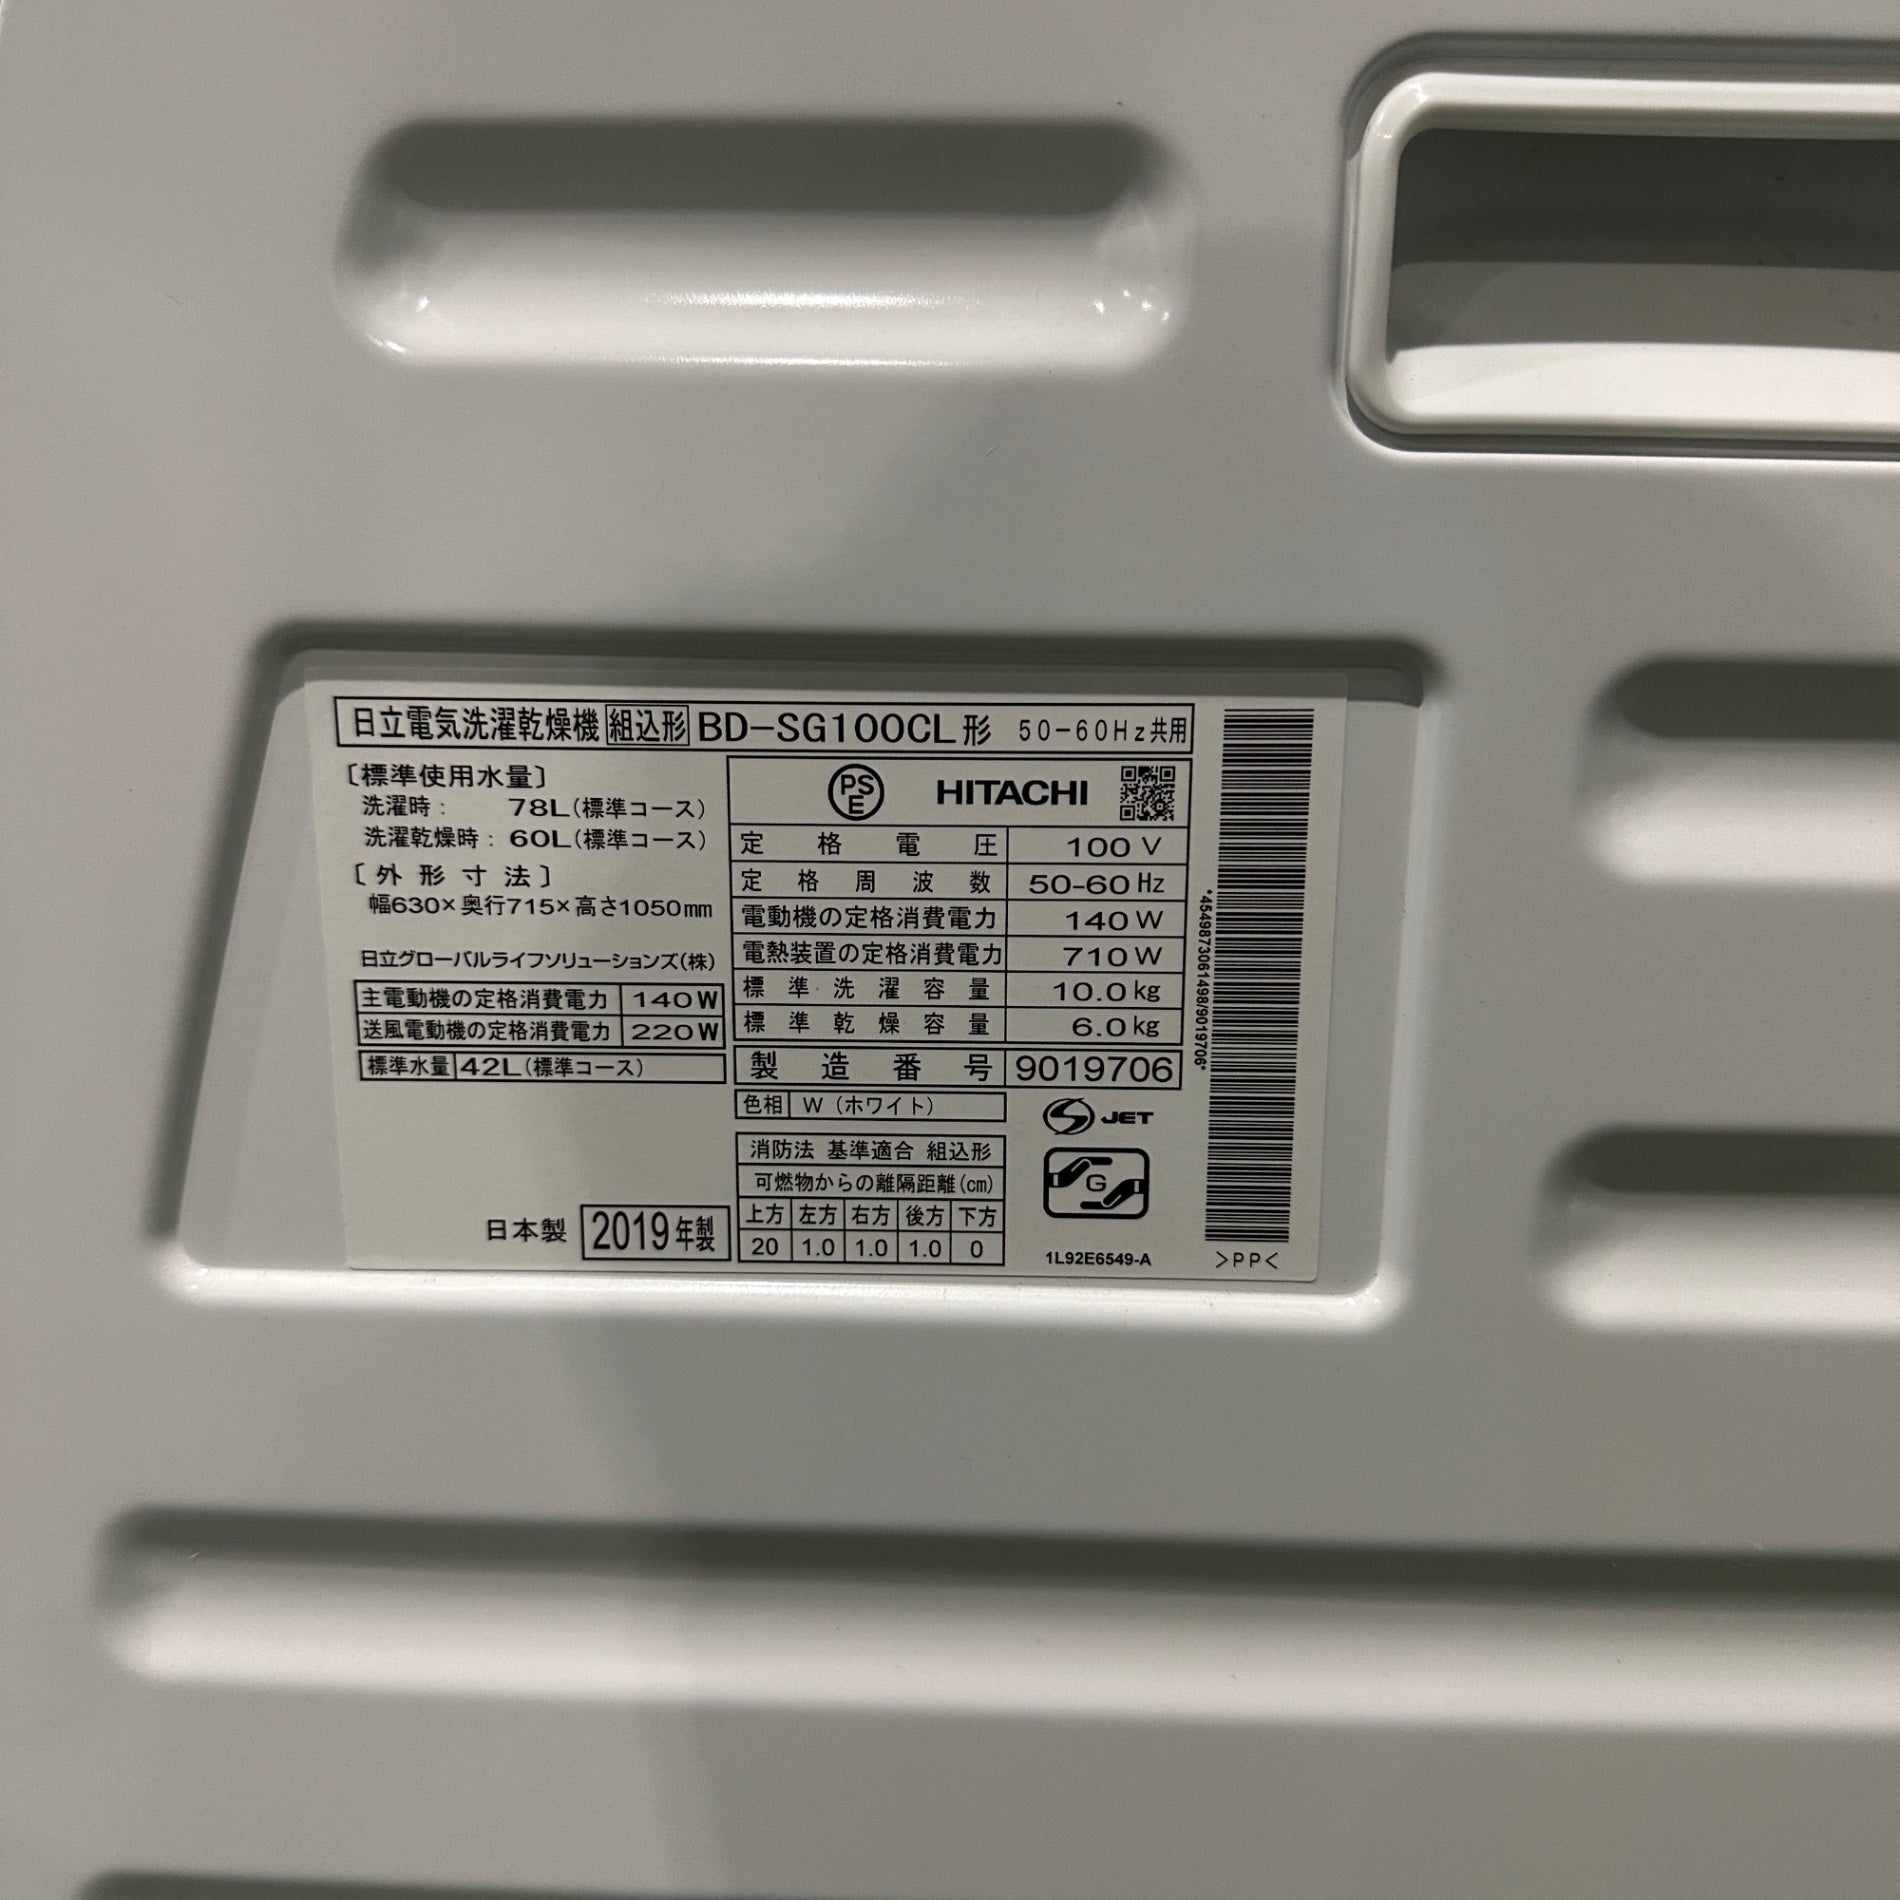 日立電気洗濯乾燥機 組込形 BD-SG100CL形 50-60Hz共用
〔標準使用水量〕
洗濯時： 78L(標準コース)
洗濯乾燥時：60L(標準コース)
〔外形寸法〕
幅630×奥行715×高さ1050mm
日立グローバルライフソリューションズ(株)
主電動機の定格消費電力 140W
送風電動機の定格消費電力 220W
標準水量 42L(標準コース)
日本製 2019年製
PSE HITACHI
定格電圧 100V
定格周波数 50-60Hz
電動機の定格消費電力 140W
電熱装置の定格消費電力 710W
標準洗濯容量 10.0kg
標準乾燥容量 6.0kg
製造番号 9019706
色相 W（ホワイト）
消防法 基準適合 組込形
可燃物からの離隔距離(cm)
上方 左方 右方 後方 下方
20 1.0 1.0 1.0 0
S JET
G
1L92E6549-A
*4549873061498/9019706*
>PP<